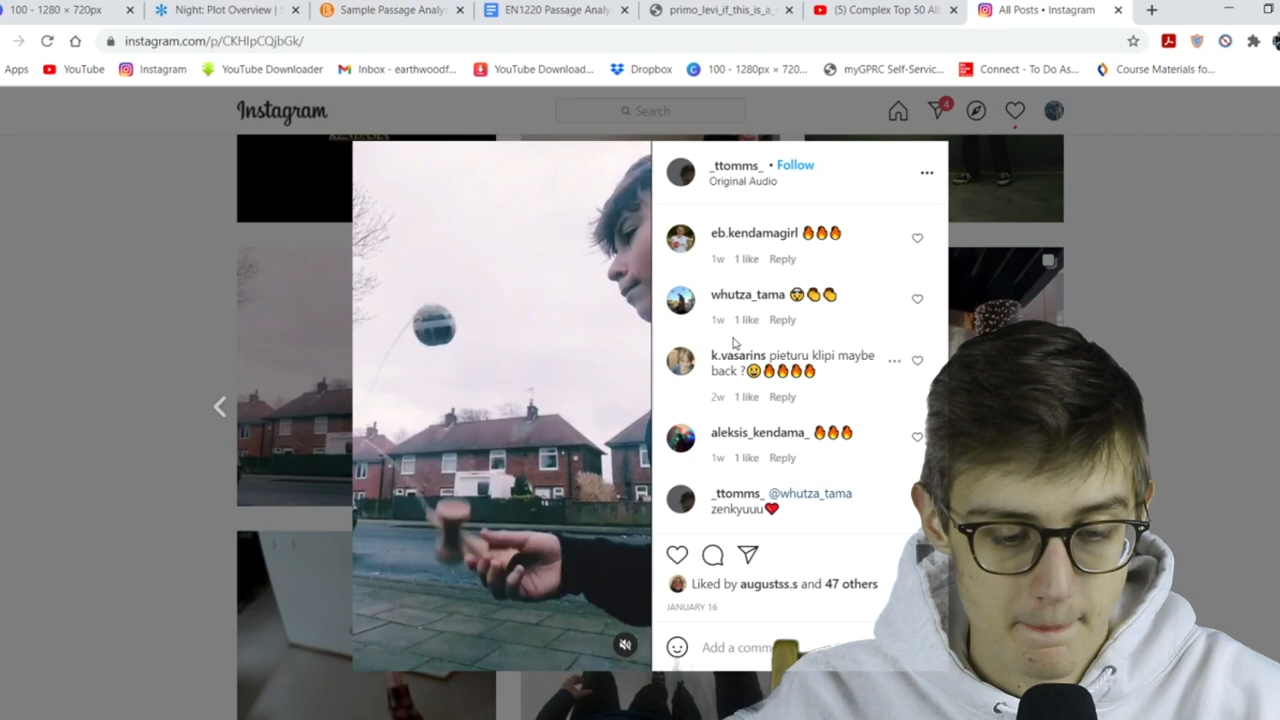 100 - 1280 × 720px
Night: Plot Overview | S
Sample Passage Analys
EN1220 Passage Analy
primo_levi_if_this_is_a_
(5) Complex Top 50 Alb
All Posts • Instagram
instagram.com/p/CKHlpCQjbGk/
Apps
YouTube
Instagram
YouTube Downloader
Inbox - earthwoodf...
YouTube Download...
Dropbox
100 - 1280px × 720...
myGPRC Self-Servic...
Connect - To Do As...
Course Materials fo...
Instagram
Search
4
_ttomms_ • Follow
Original Audio
eb.kendamagirl 🔥🔥🔥
1w 1 like Reply
whutza_tama 🤯👏👏
1w 1 like Reply
k.vasarins pieturu klipi maybe
back ?😃🔥🔥🔥🔥
2w 1 like Reply
aleksis_kendama_ 🔥🔥🔥
1w 1 like Reply
_ttomms_ @whutza_tama
zenkyuuu❤️
Liked by augustss.s and 47 others
JANUARY 16
Add a comm